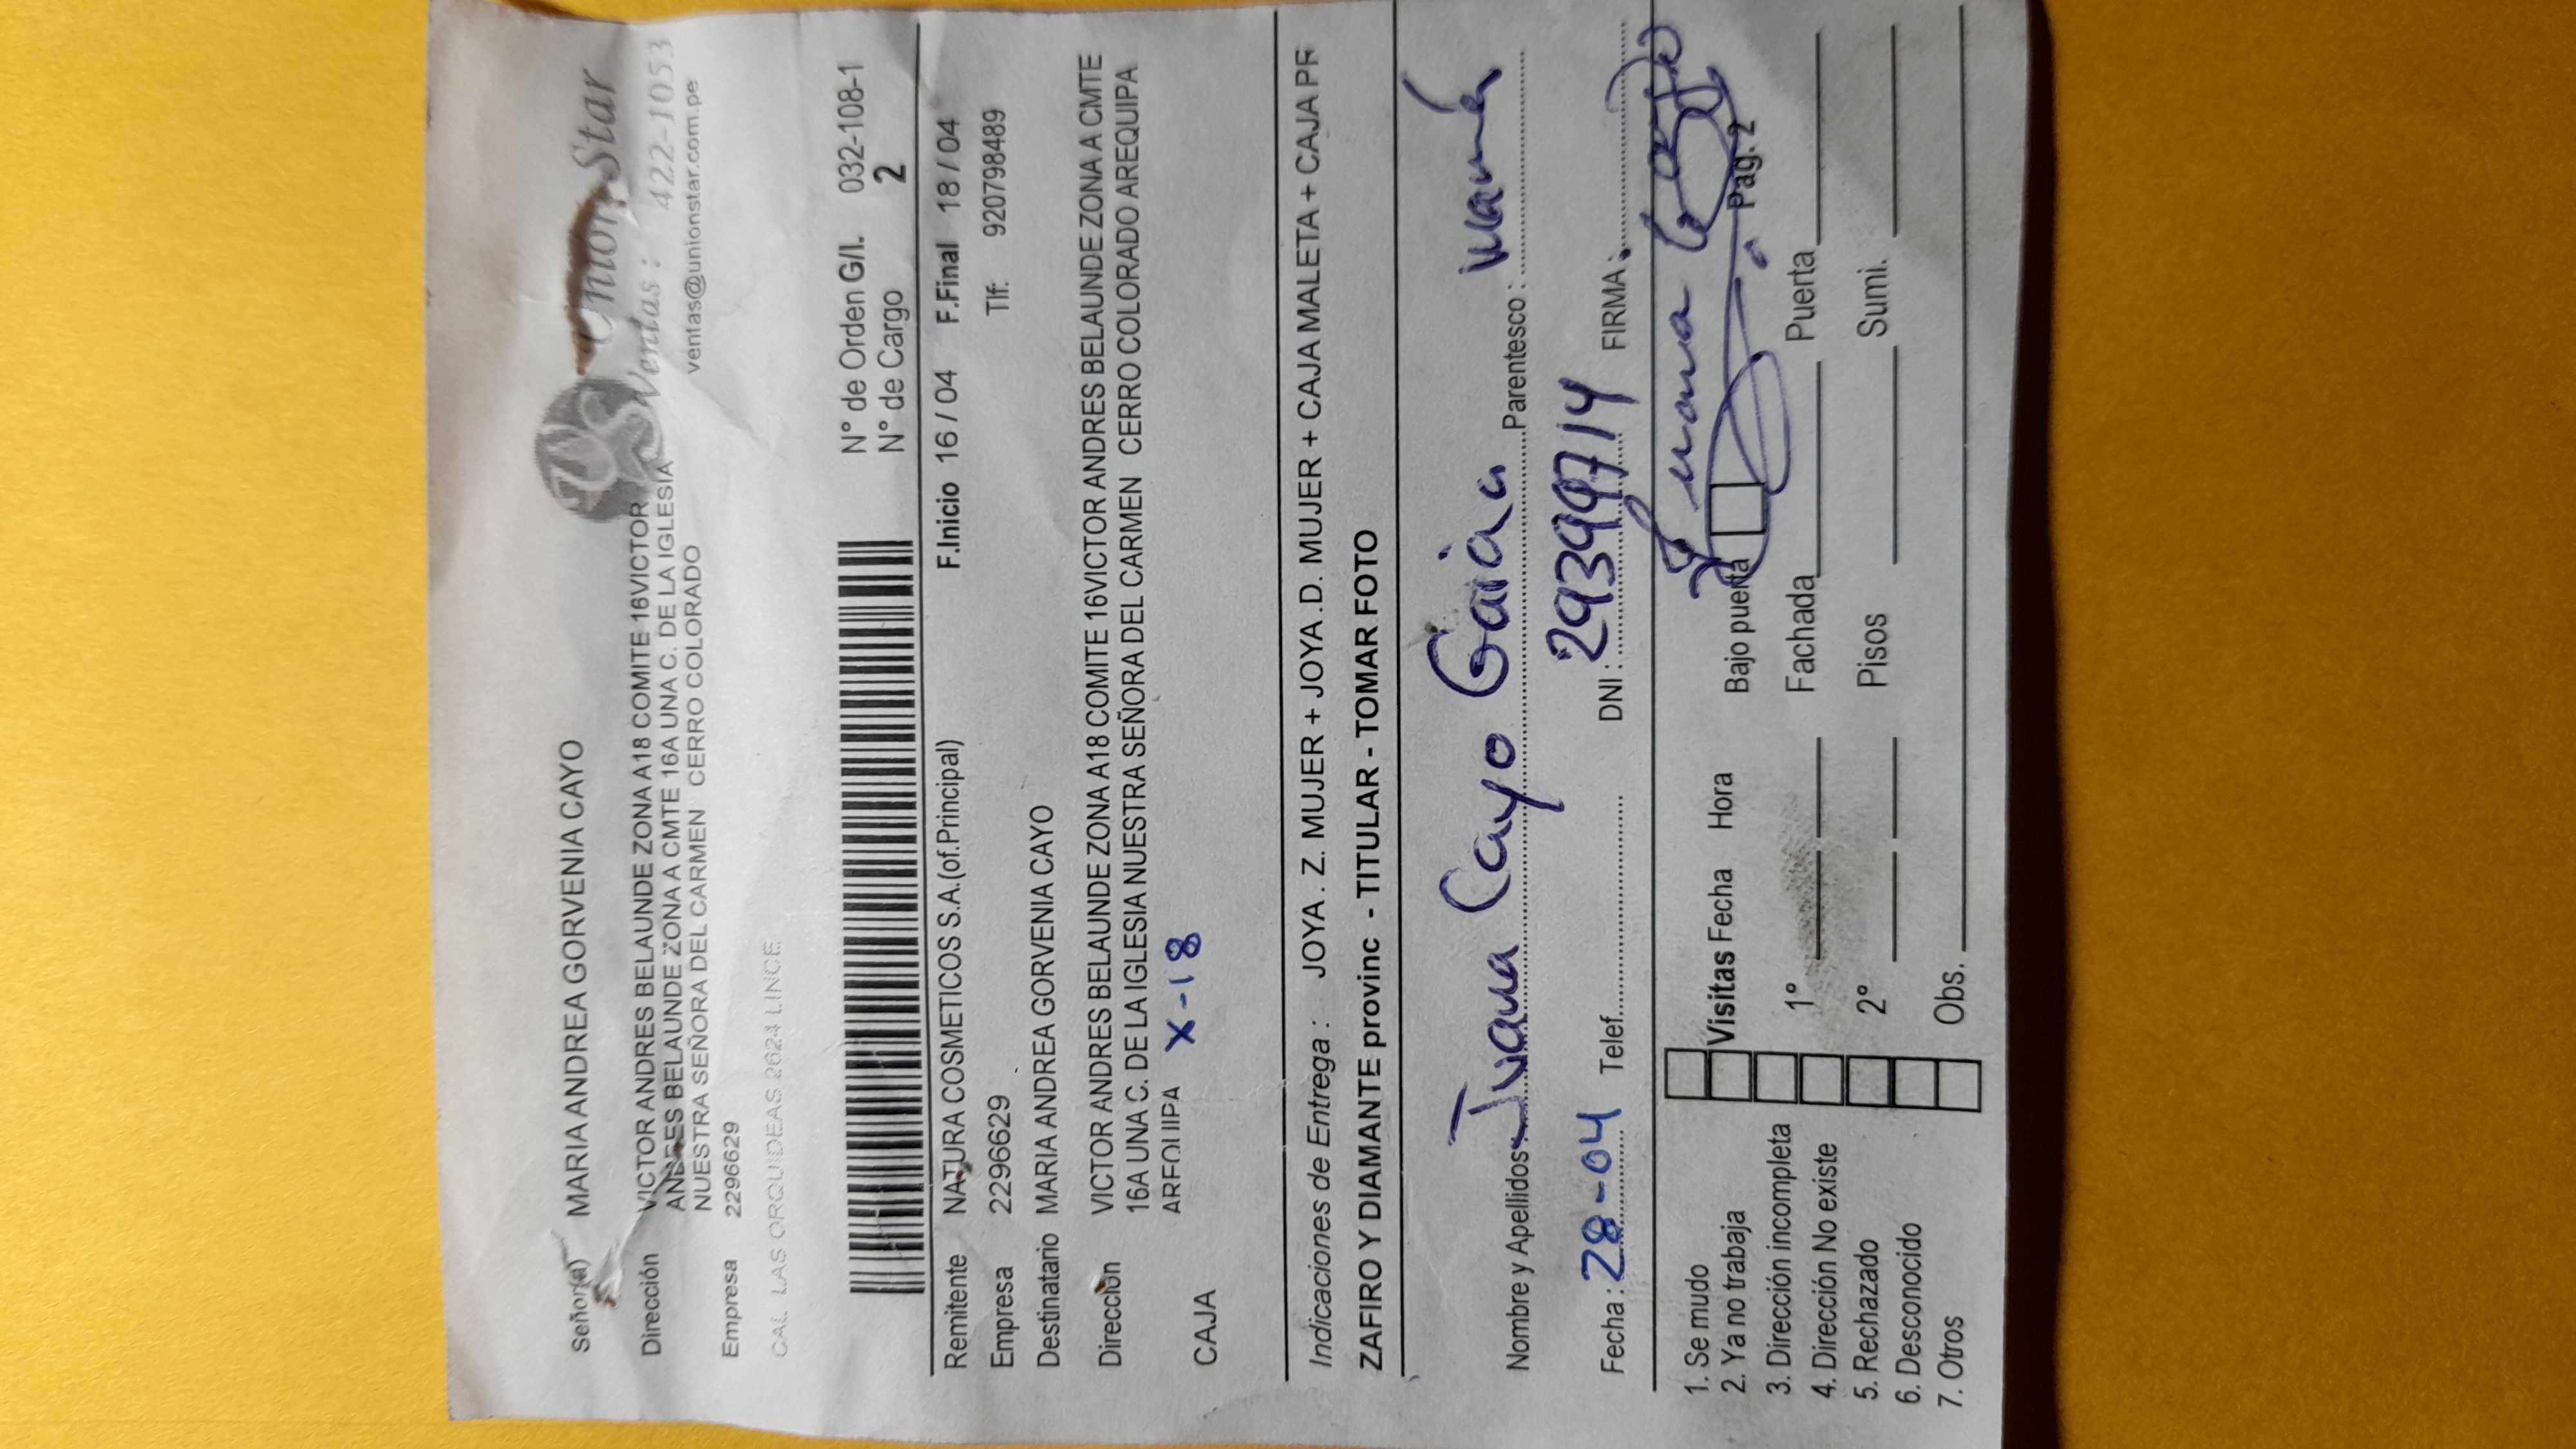 Señor(a) MARIA ANDREA GORVENIA CAYO
Union Star
Ventas : 422-1053
ventas@unionstar.com.pe
Dirección VICTOR ANDRES BELAUNDE ZONA A18 COMITE 16VICTOR
ANDRES BELAUNDE ZONA A CMTE 16A UNA C. DE LA IGLESIA
NUESTRA SEÑORA DEL CARMEN CERRO COLORADO
Empresa 22966629
CAL LAS ORQUIDEAS 2624 LINCE
N° de Orden G/I. 032-108-1
N° de Cargo 2
Remitente NATURA COSMETICOS S.A.(of.Principal) F.Inicio 16 / 04 F.Final 18 / 04
Empresa 22966629 Tlf: 920798489
Destinatario MARIA ANDREA GORVENIA CAYO
Dirección VICTOR ANDRES BELAUNDE ZONA A18 COMITE 16VICTOR ANDRES BELAUNDE ZONA A CMTE
16A UNA C. DE LA IGLESIA NUESTRA SEÑORA DEL CARMEN CERRO COLORADO AREQUIPA
AREQUIPA X-18
CAJA
Indicaciones de Entrega : JOYA . Z. MUJER + JOYA .D. MUJER + CAJA MALETA + CAJA PR
ZAFIRO Y DIAMANTE provinc - TITULAR - TOMAR FOTO
Nombre y Apellidos: Juana Cayo Parentesco : mamá
Fecha : 28-04 Telef. DNI : 29399714 FIRMA:
1. Se mudo
2. Ya no trabaja Visitas Fecha Hora Bajo puerta Pag. 2
3. Dirección incompleta
4. Dirección No existe 1° Fachada Puerta
5. Rechazado 2° Pisos Sumi.
6. Desconocido
7. Otros Obs.